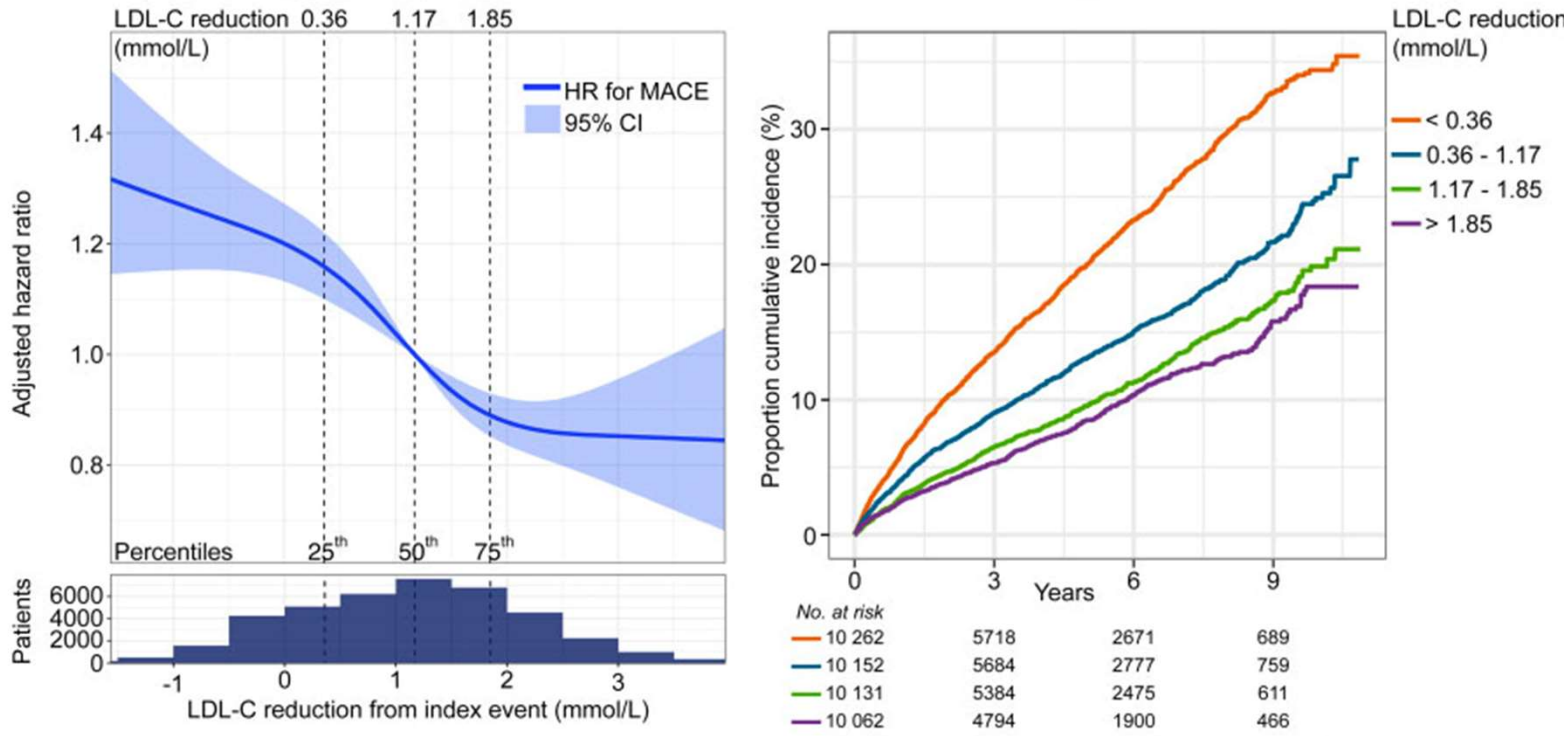 LDL-C reduction 0.36 1.17 1.85
(mmol/L)
HR for MACE
95% CI
1.4
1.2
1.0
0.8
Adjusted hazard ratio
Percentiles 25th 50th 75th
Patients
6000
4000
2000
0
-1 0 1 2 3
LDL-C reduction from index event (mmol/L)
LDL-C reduction
(mmol/L)
< 0.36
0.36 - 1.17
1.17 - 1.85
> 1.85
Proportion cumulative incidence (%)
30
20
10
0
0 3 6 9
Years
No. at risk
10 262 5718 2671 689
10 152 5684 2777 759
10 131 5384 2475 611
10 062 4794 1900 466